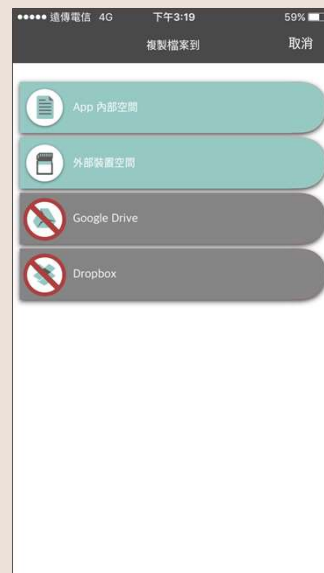 遠傳電信 4G 下午3:19 59%
複製檔案到 取消
App 內部空間
外部裝置空間
Google Drive
Dropbox